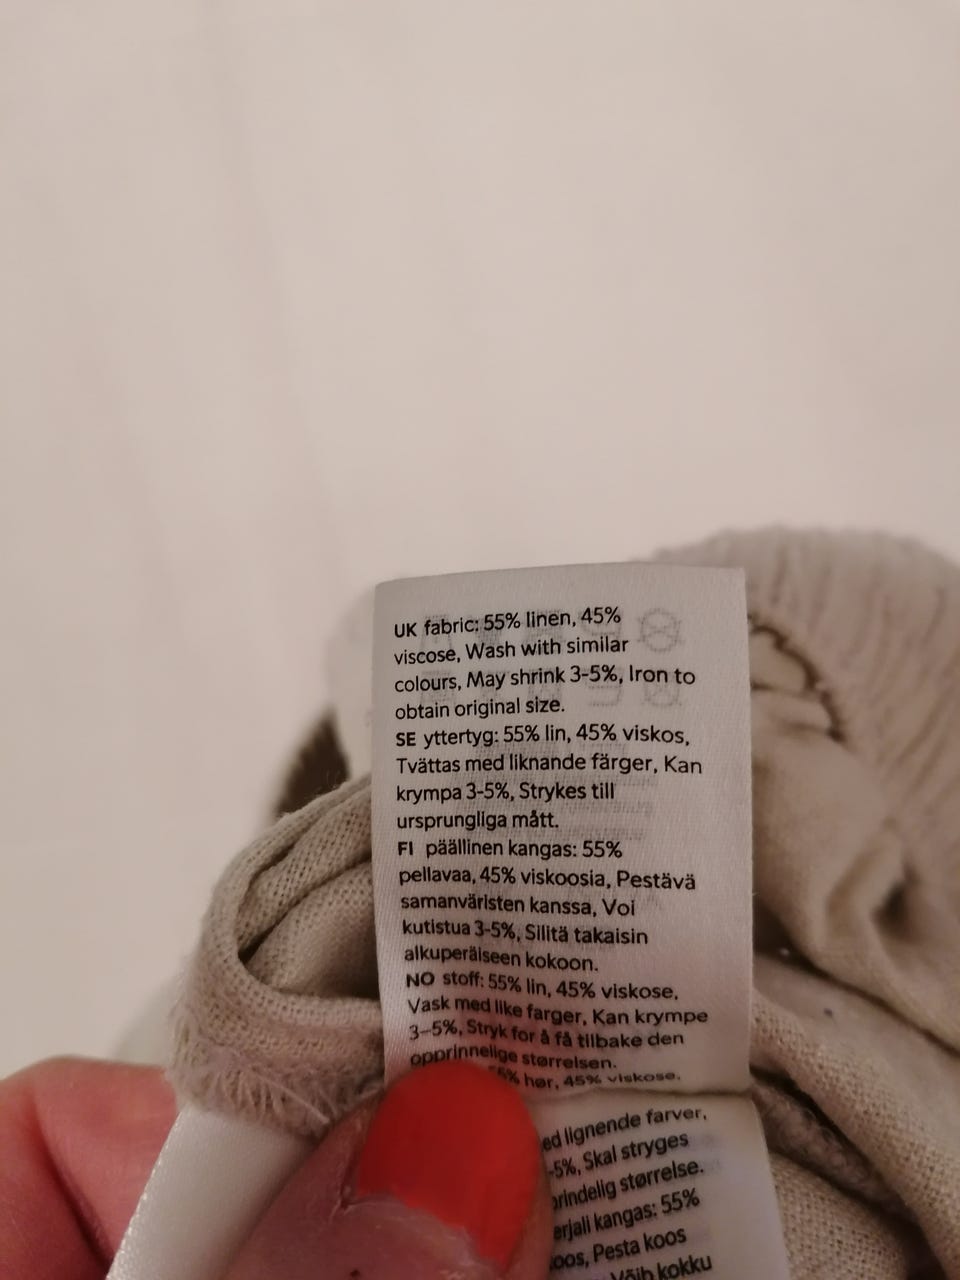 UK fabric: 55% linen, 45%
viscose, Wash with similar
colours, May shrink 3-5%, Iron to
obtain original size.
SE yttertyg: 55% lin, 45% viskos,
Tvättas med liknande färger, Kan
krympa 3-5%, Strykes till
ursprungliga mått.
FI päällinen kangas: 55%
pellavaa, 45% viskoosia, Pestävä
samanväristen kanssa, Voi
kutistua 3-5%, Silitä takaisin
alkuperäiseen kokoon.
NO stoff: 55% lin, 45% viskose,
Vask med like farger, Kan krympe
3-5%, Stryk for å få tilbake den
opprinnelige størrelsen.
hør, 45% viskose,
lignende farver,
-5%, Skal stryges
størrelse.
kangas: 55%
Pesta koos
Võib kokku